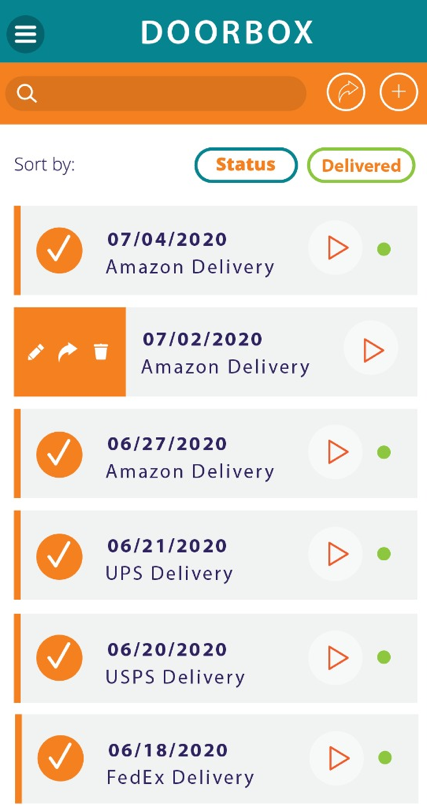 DOORBOX
Sort by:
Status
Delivered
07/04/2020
Amazon Delivery
07/02/2020
Amazon Delivery
06/27/2020
Amazon Delivery
06/21/2020
UPS Delivery
06/20/2020
USPS Delivery
06/18/2020
FedEx Delivery